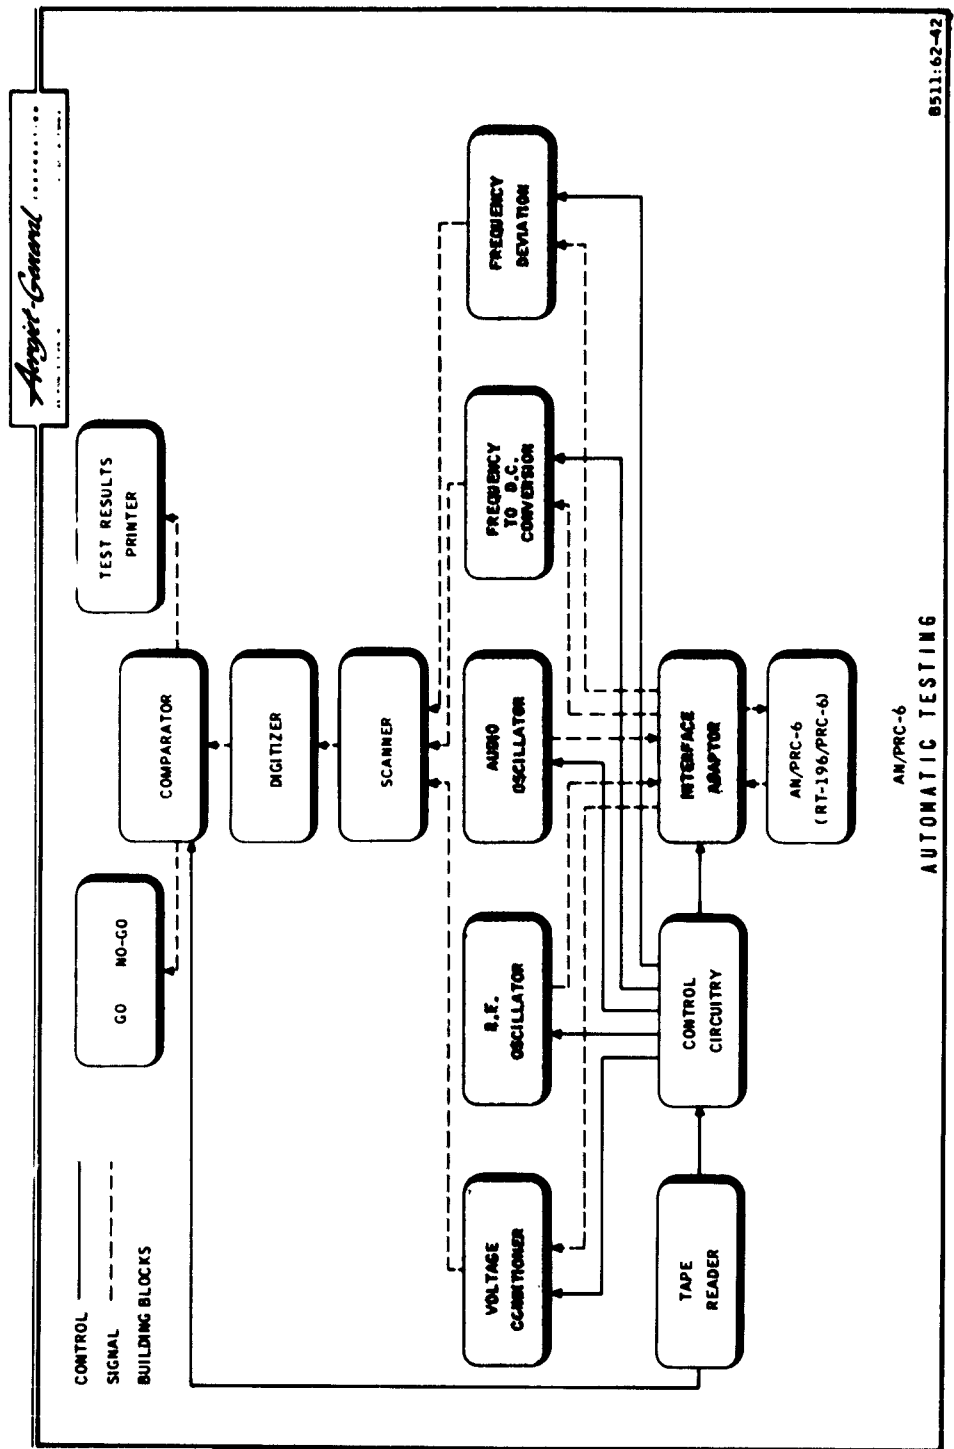 Aerojet-General
CONTROL
SIGNAL
BUILDING BLOCKS
GO NO-GO
TEST RESULTS
PRINTER
COMPARATOR
DIGITIZER
SCANNER
VOLTAGE
CONDITIONER
R.F.
OSCILLATOR
AUDIO
OSCILLATOR
FREQUENCY
TO D.C.
CONVERSION
FREQUENCY
DEVIATION
TAPE
READER
CONTROL
CIRCUITRY
INTERFACE
ADAPTOR
AN/PRC-6
(RT-196/PRC-6)
AN/PRC-6
AUTOMATIC TESTING
8511:62-42